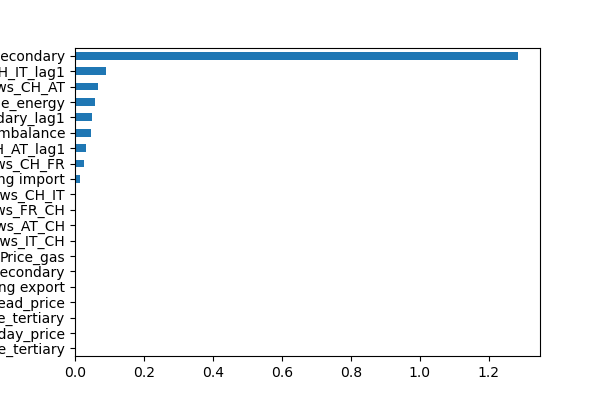 econdary
H_IT_lag1
ws_CH_AT
e_energy
dary_lag1
mbalance
H_AT_lag1
ws_CH_FR
ng import
ws_CH_IT
ws_FR_CH
ws_AT_CH
ws_IT_CH
Price_gas
econdary
ng export
ead_price
e_tertiary
day_price
e_tertiary
0.0 0.2 0.4 0.6 0.8 1.0 1.2